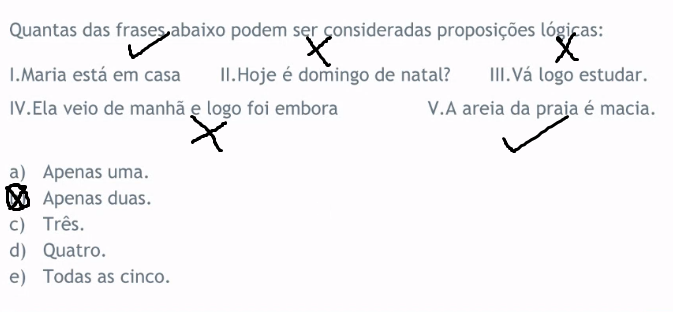 Quantas das frases abaixo podem ser consideradas proposições lógicas:
I.Maria está em casa II.Hoje é domingo de natal? III.Vá logo estudar.
IV.Ela veio de manhã e logo foi embora V.A areia da praia é macia.
a) Apenas uma.
Apenas duas.
c) Três.
d) Quatro.
e) Todas as cinco.